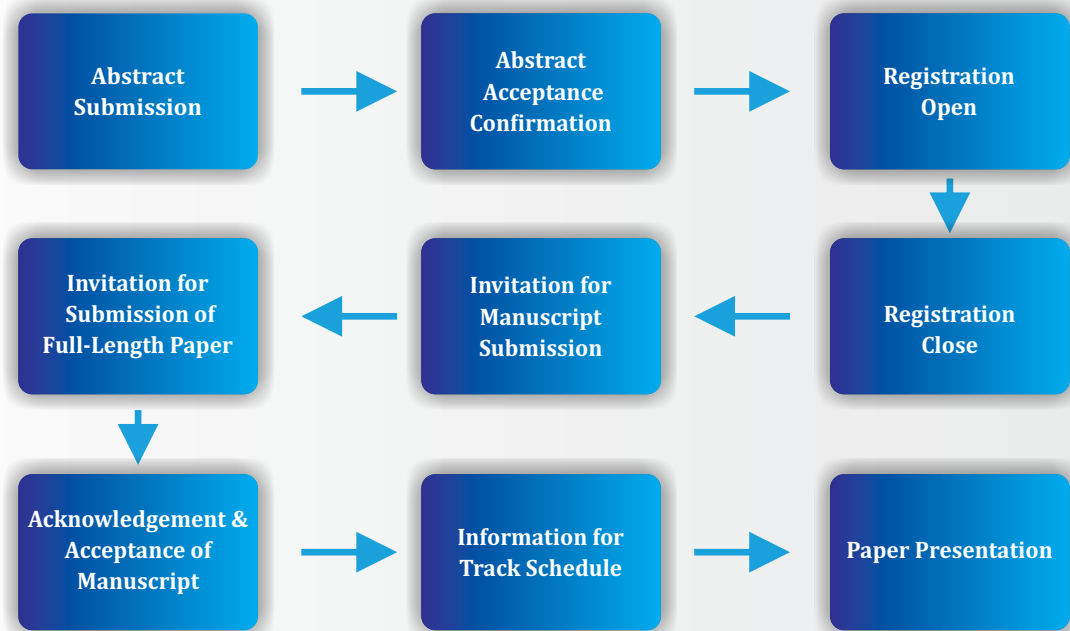 Abstract
Submission
Abstract
Acceptance
Confirmation
Registration
Open
Registration
Close
Invitation for
Manuscript
Submission
Invitation for
Submission of
Full-Length Paper
Acknowledgement &
Acceptance of
Manuscript
Information for
Track Schedule
Paper Presentation